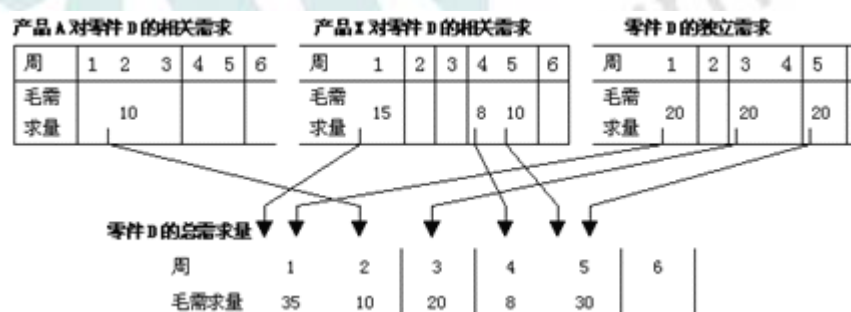 产品A对零件D的相关需求
周 1 2 3 4 5 6
毛需
求量 10
产品X对零件D的相关需求
周 1 2 3 4 5 6
毛需
求量 15 8 10
零件D的独立需求
周 1 2 3 4 5
毛需
求量 20 20 20
零件D的总需求量
周 1 2 3 4 5 6
毛需求量 35 10 20 8 30